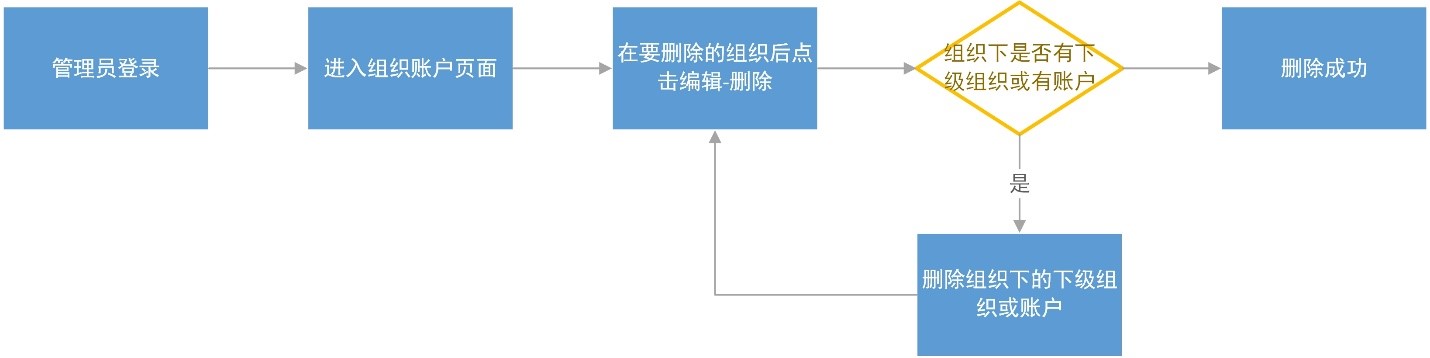 管理员登录
进入组织账户页面
在要删除的组织后点
击编辑-删除
组织下是否有下
级组织或有账户
删除成功
是
删除组织下的下级组
织或账户